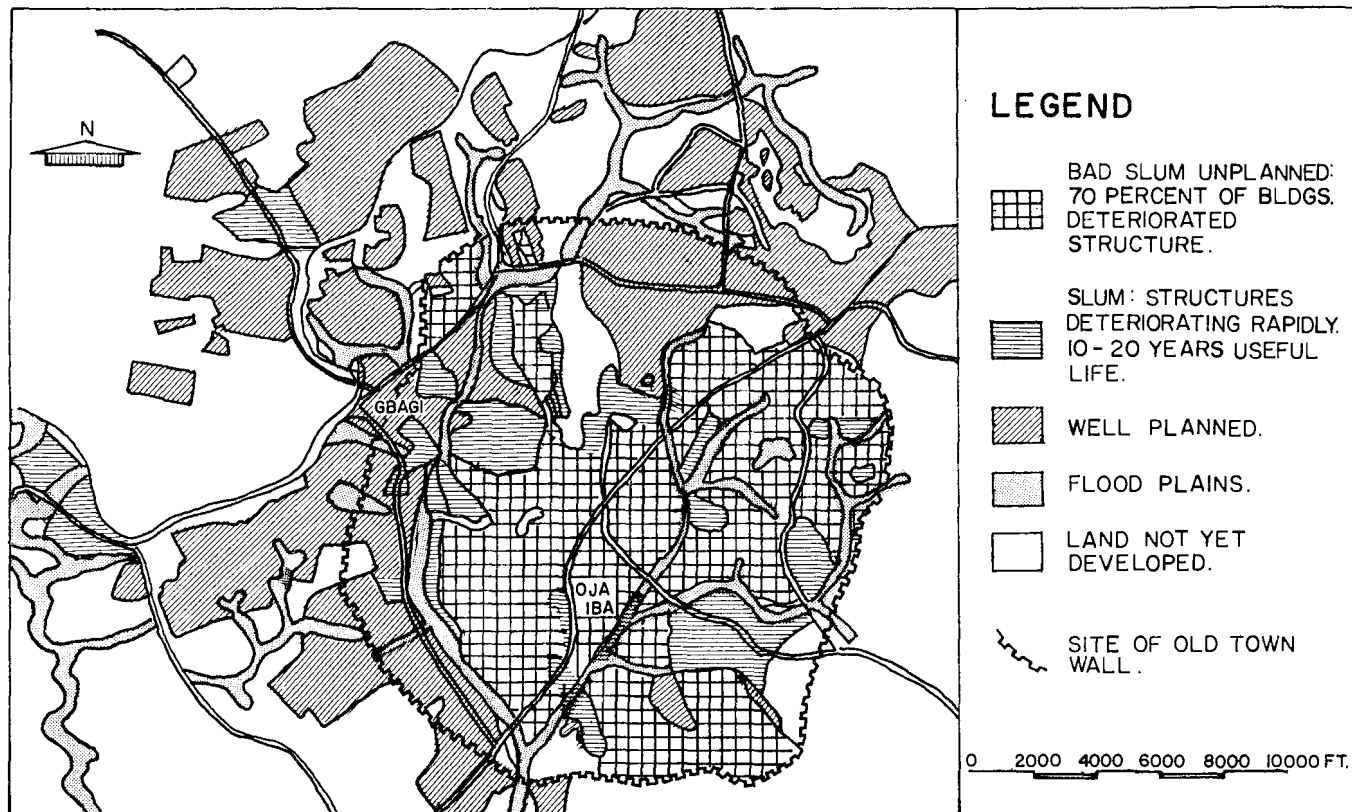 N
GBAGI
OJA
IBA
LEGEND
BAD SLUM UNPLANNED:
70 PERCENT OF BLDGS.
DETERIORATED
STRUCTURE.
SLUM: STRUCTURES
DETERIORATING RAPIDLY.
10-20 YEARS USEFUL
LIFE.
WELL PLANNED.
FLOOD PLAINS.
LAND NOT YET
DEVELOPED.
SITE OF OLD TOWN
WALL.
0 2000 4000 6000 8000 10000 FT.